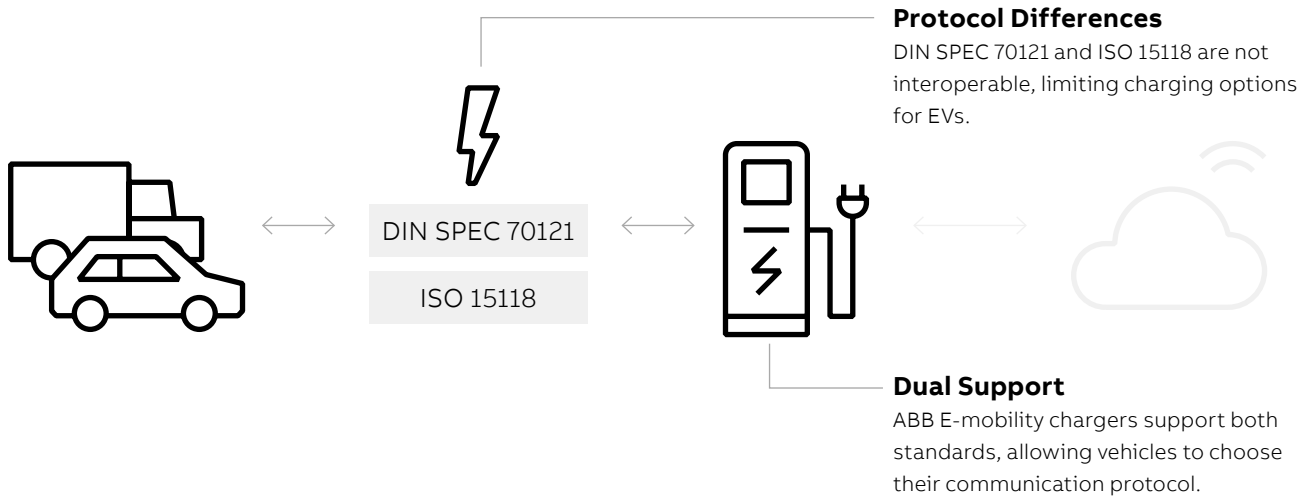 Protocol Differences
DIN SPEC 70121 and ISO 15118 are not
interoperable, limiting charging options
for EVs.
DIN SPEC 70121
ISO 15118
Dual Support
ABB E-mobility chargers support both
standards, allowing vehicles to choose
their communication protocol.